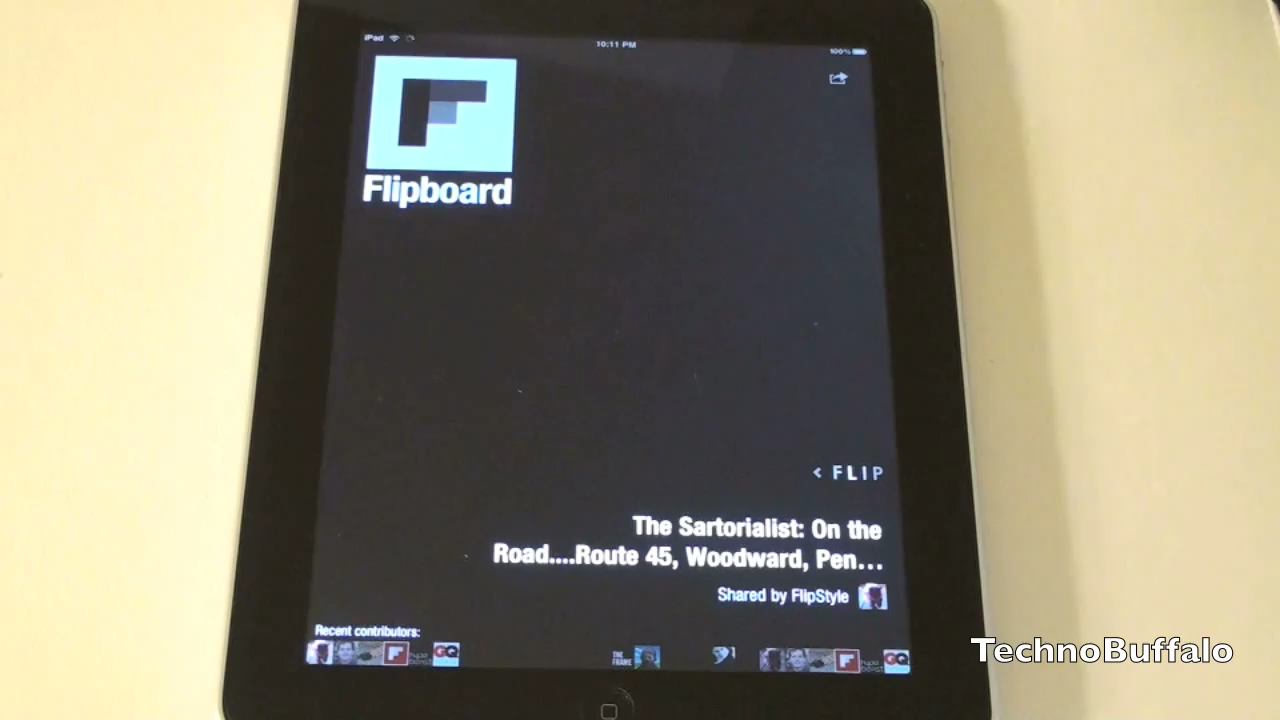 iPad
10:11 PM
100%
Flipboard
< FLIP
The Sartorialist: On the
Road....Route 45, Woodward, Pen...
Shared by FlipStyle
Recent contributors:
GQ
THE
FRAME
GQ
TechnoBuffalo